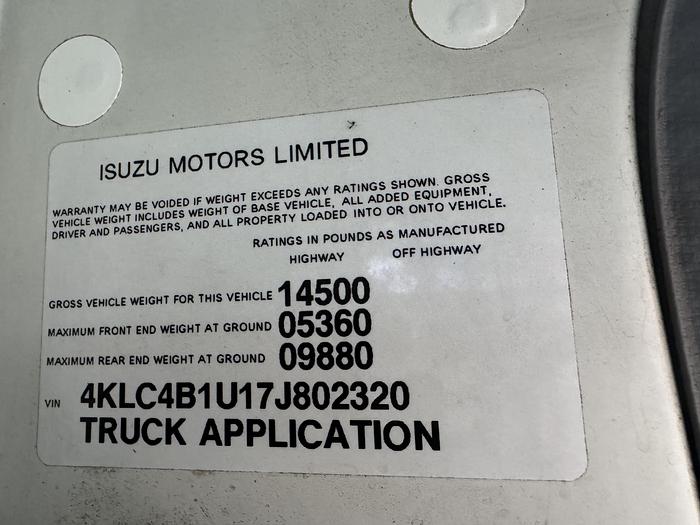 ISUZU MOTORS LIMITED
WARRANTY MAY BE VOIDED IF WEIGHT EXCEEDS ANY RATINGS SHOWN. GROSS
VEHICLE WEIGHT INCLUDES WEIGHT OF BASE VEHICLE, ALL ADDED EQUIPMENT,
DRIVER AND PASSENGERS, AND ALL PROPERTY LOADED INTO OR ONTO VEHICLE.
RATINGS IN POUNDS AS MANUFACTURED
HIGHWAY OFF HIGHWAY
GROSS VEHICLE WEIGHT FOR THIS VEHICLE 14500
MAXIMUM FRONT END WEIGHT AT GROUND 05360
MAXIMUM REAR END WEIGHT AT GROUND 09880
VIN 4KLC4B1U17J802320
TRUCK APPLICATION